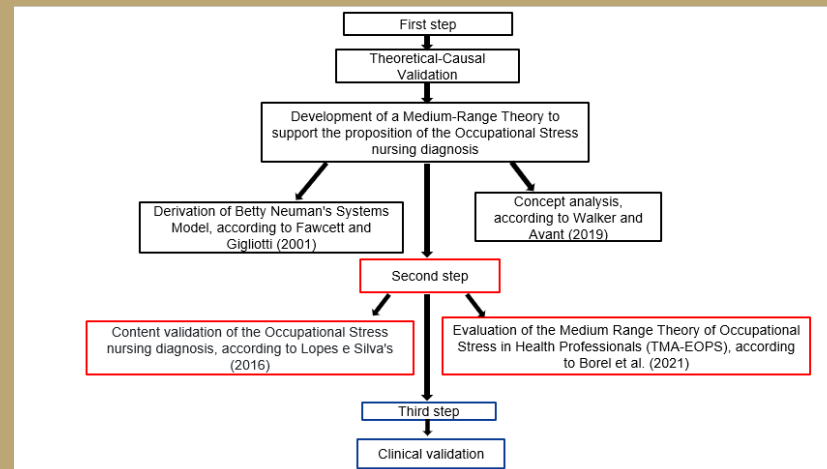 First step
Theoretical-Causal
Validation
Development of a Medium-Range Theory to
support the proposition of the Occupational Stress
nursing diagnosis
Derivation of Betty Neuman's Systems
Model, according to Fawcett and
Gigliotti (2001)
Concept analysis,
according to Walker and
Avant (2019)
Second step
Content validation of the Occupational Stress
nursing diagnosis, according to Lopes e Silva's
(2016)
Evaluation of the Medium Range Theory of Occupational
Stress in Health Professionals (TMA-EOPS), according
to Borel et al. (2021)
Third step
Clinical validation